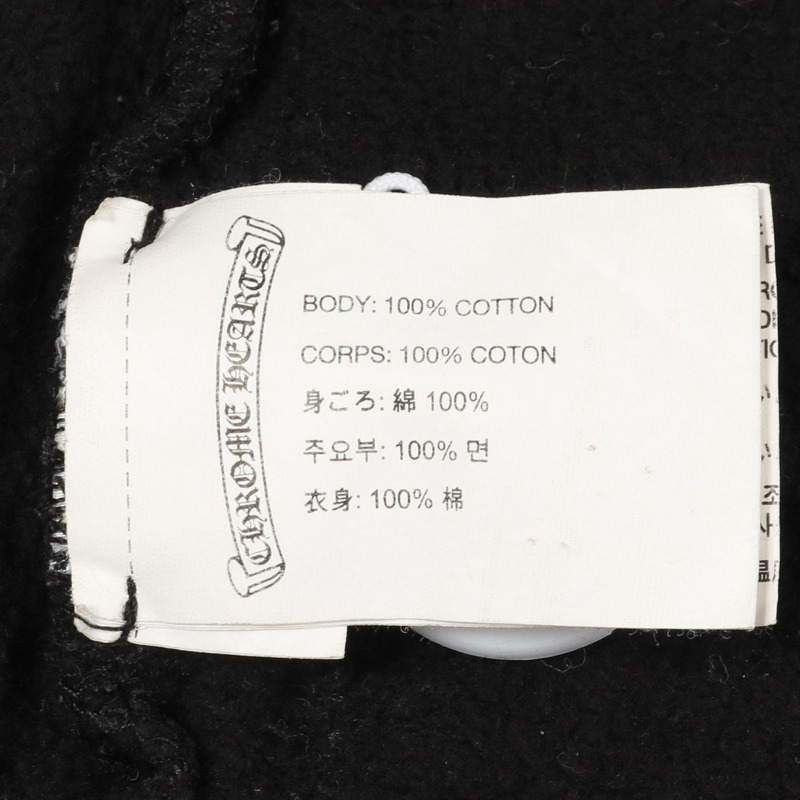 CHROME HEARTS
BODY: 100% COTTON
CORPS: 100% COTON
身ごろ: 綿 100%
주요부: 100% 면
衣身: 100% 棉